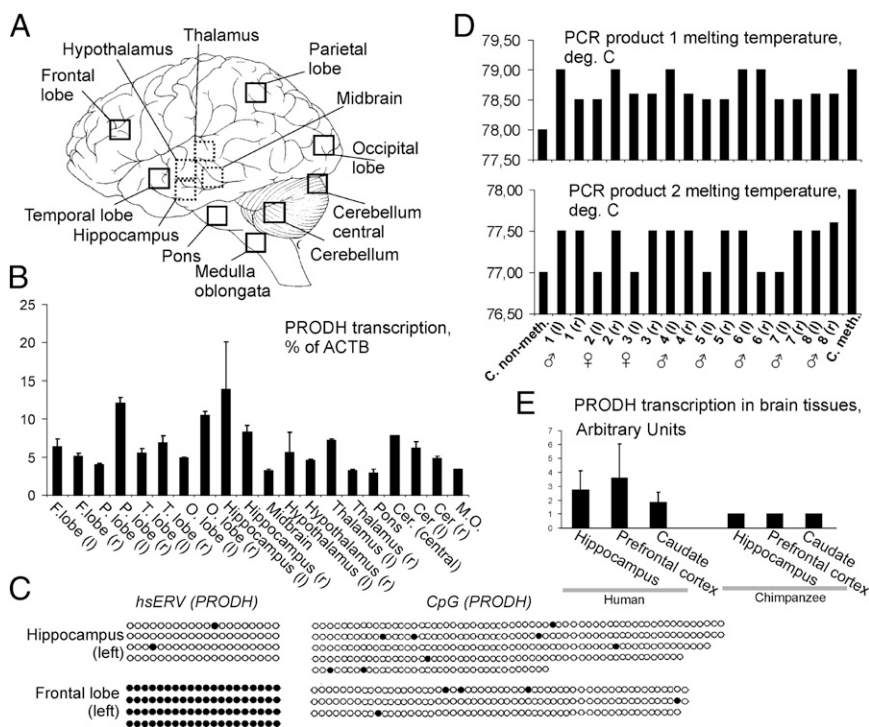 A
Hypothalamus
Thalamus
Frontal
lobe
Parietal
lobe
Midbrain
Occipital
lobe
Temporal lobe
Hippocampus
Pons
Medulla
oblongata
Cerebellum
central
Cerebellum
B
PRODH transcription,
% of ACTB
25
20
15
10
5
0
F.lobe (l)
F.lobe (r)
P. lobe (l)
P. lobe (r)
T. lobe (l)
T. lobe (r)
O. lobe (l)
O. lobe (r)
Hippocampus (l)
Hippocampus (r)
Midbrain
Hypothalamus (l)
Hypothalamus (r)
Thalamus (l)
Thalamus (r)
Pons
Cer. (central)
Cer (l)
Cer (r)
M.O.
C
hsERV (PRODH)
CpG (PRODH)
Hippocampus
(left)
Frontal lobe
(left)
D
PCR product 1 melting temperature,
deg. C
79,50
79,00
78,50
78,00
77,50
PCR product 2 melting temperature,
deg. C
78,00
77,50
77,00
76,50
C. non-meth.
1 (l)
1 (r)
2 (l)
2 (r)
3 (l)
3 (r)
4 (l)
4 (r)
5 (l)
5 (r)
6 (l)
6 (r)
7 (l)
7 (r)
8 (l)
8 (r)
C. meth.
♂ ♀ ♀ ♂ ♂ ♂ ♂ ♂
E
PRODH transcription in brain tissues,
Arbitrary Units
7
6
5
4
3
2
1
0
Hippocampus
Prefrontal cortex
Caudate
Hippocampus
Prefrontal cortex
Caudate
Human
Chimpanzee